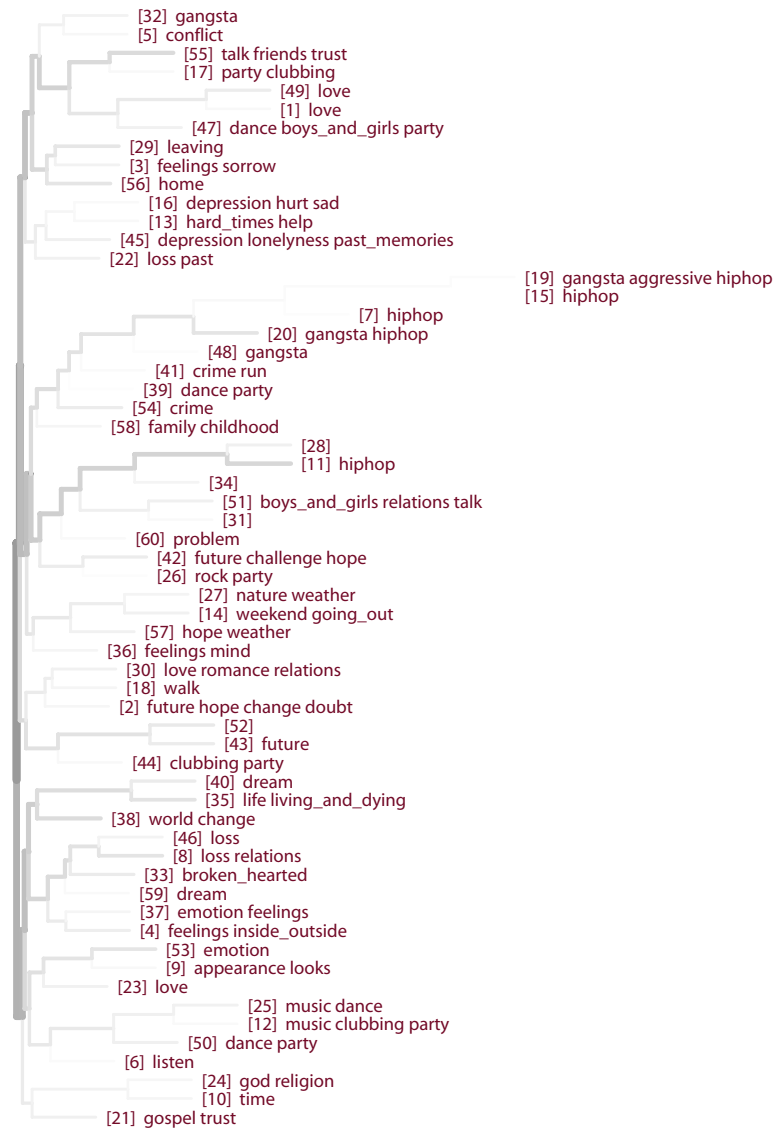 [32] gangsta
[5] conflict
[55] talk friends trust
[17] party clubbing
[49] love
[1] love
[47] dance boys_and_girls party
[29] leaving
[3] feelings sorrow
[56] home
[16] depression hurt sad
[13] hard_times help
[45] depression lonelyness past_memories
[22] loss past
[19] gangsta aggressive hiphop
[15] hiphop
[7] hiphop
[20] gangsta hiphop
[48] gangsta
[41] crime run
[39] dance party
[54] crime
[58] family childhood
[28]
[11] hiphop
[34]
[51] boys_and_girls relations talk
[31]
[60] problem
[42] future challenge hope
[26] rock party
[27] nature weather
[14] weekend going_out
[57] hope weather
[36] feelings mind
[30] love romance relations
[18] walk
[2] future hope change doubt
[52]
[43] future
[44] clubbing party
[40] dream
[35] life living_and_dying
[38] world change
[46] loss
[8] loss relations
[33] broken_hearted
[59] dream
[37] emotion feelings
[4] feelings inside_outside
[53] emotion
[9] appearance looks
[23] love
[25] music dance
[12] music clubbing party
[50] dance party
[6] listen
[24] god religion
[10] time
[21] gospel trust